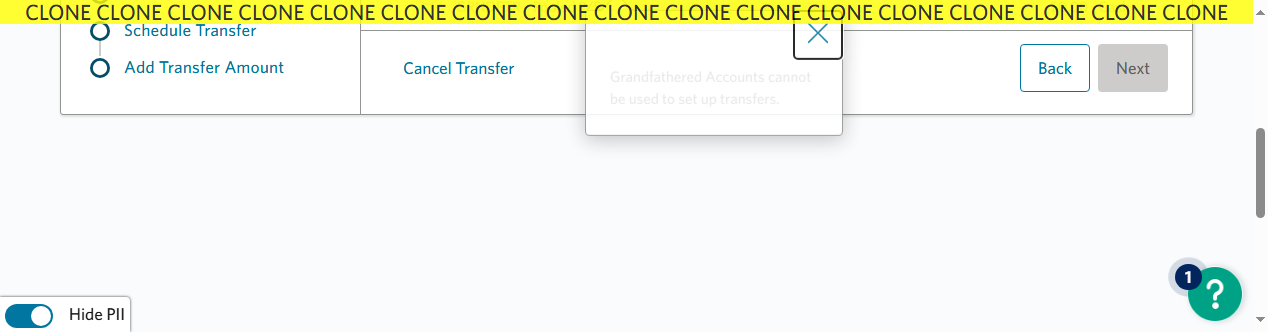 CLONE CLONE CLONE CLONE CLONE CLONE CLONE CLONE CLONE CLONE CLONE CLONE CLONE CLONE CLONE CLONE CLONE
Schedule Transfer
Add Transfer Amount
Cancel Transfer
Grandfathered Accounts cannot
be used to set up transfers.
Back
Next
1
?
Hide PII